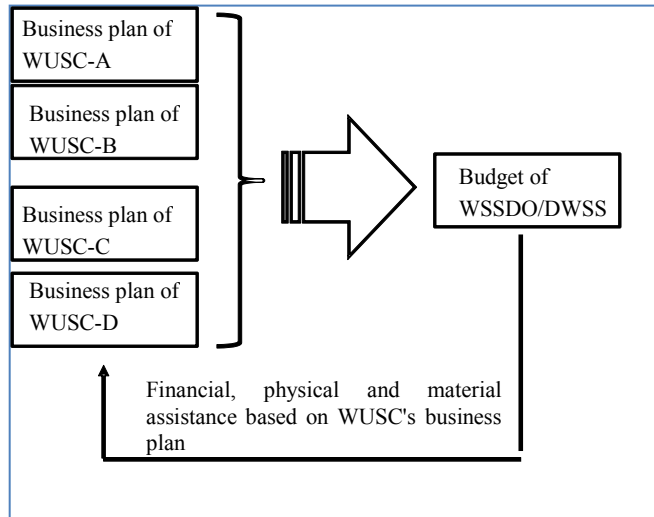 Business plan of
WUSC-A
Business plan of
WUSC-B
Business plan of
WUSC-C
Business plan of
WUSC-D
Budget of
WSSDO/DWSS
Financial, physical and material
assistance based on WUSC's business
plan